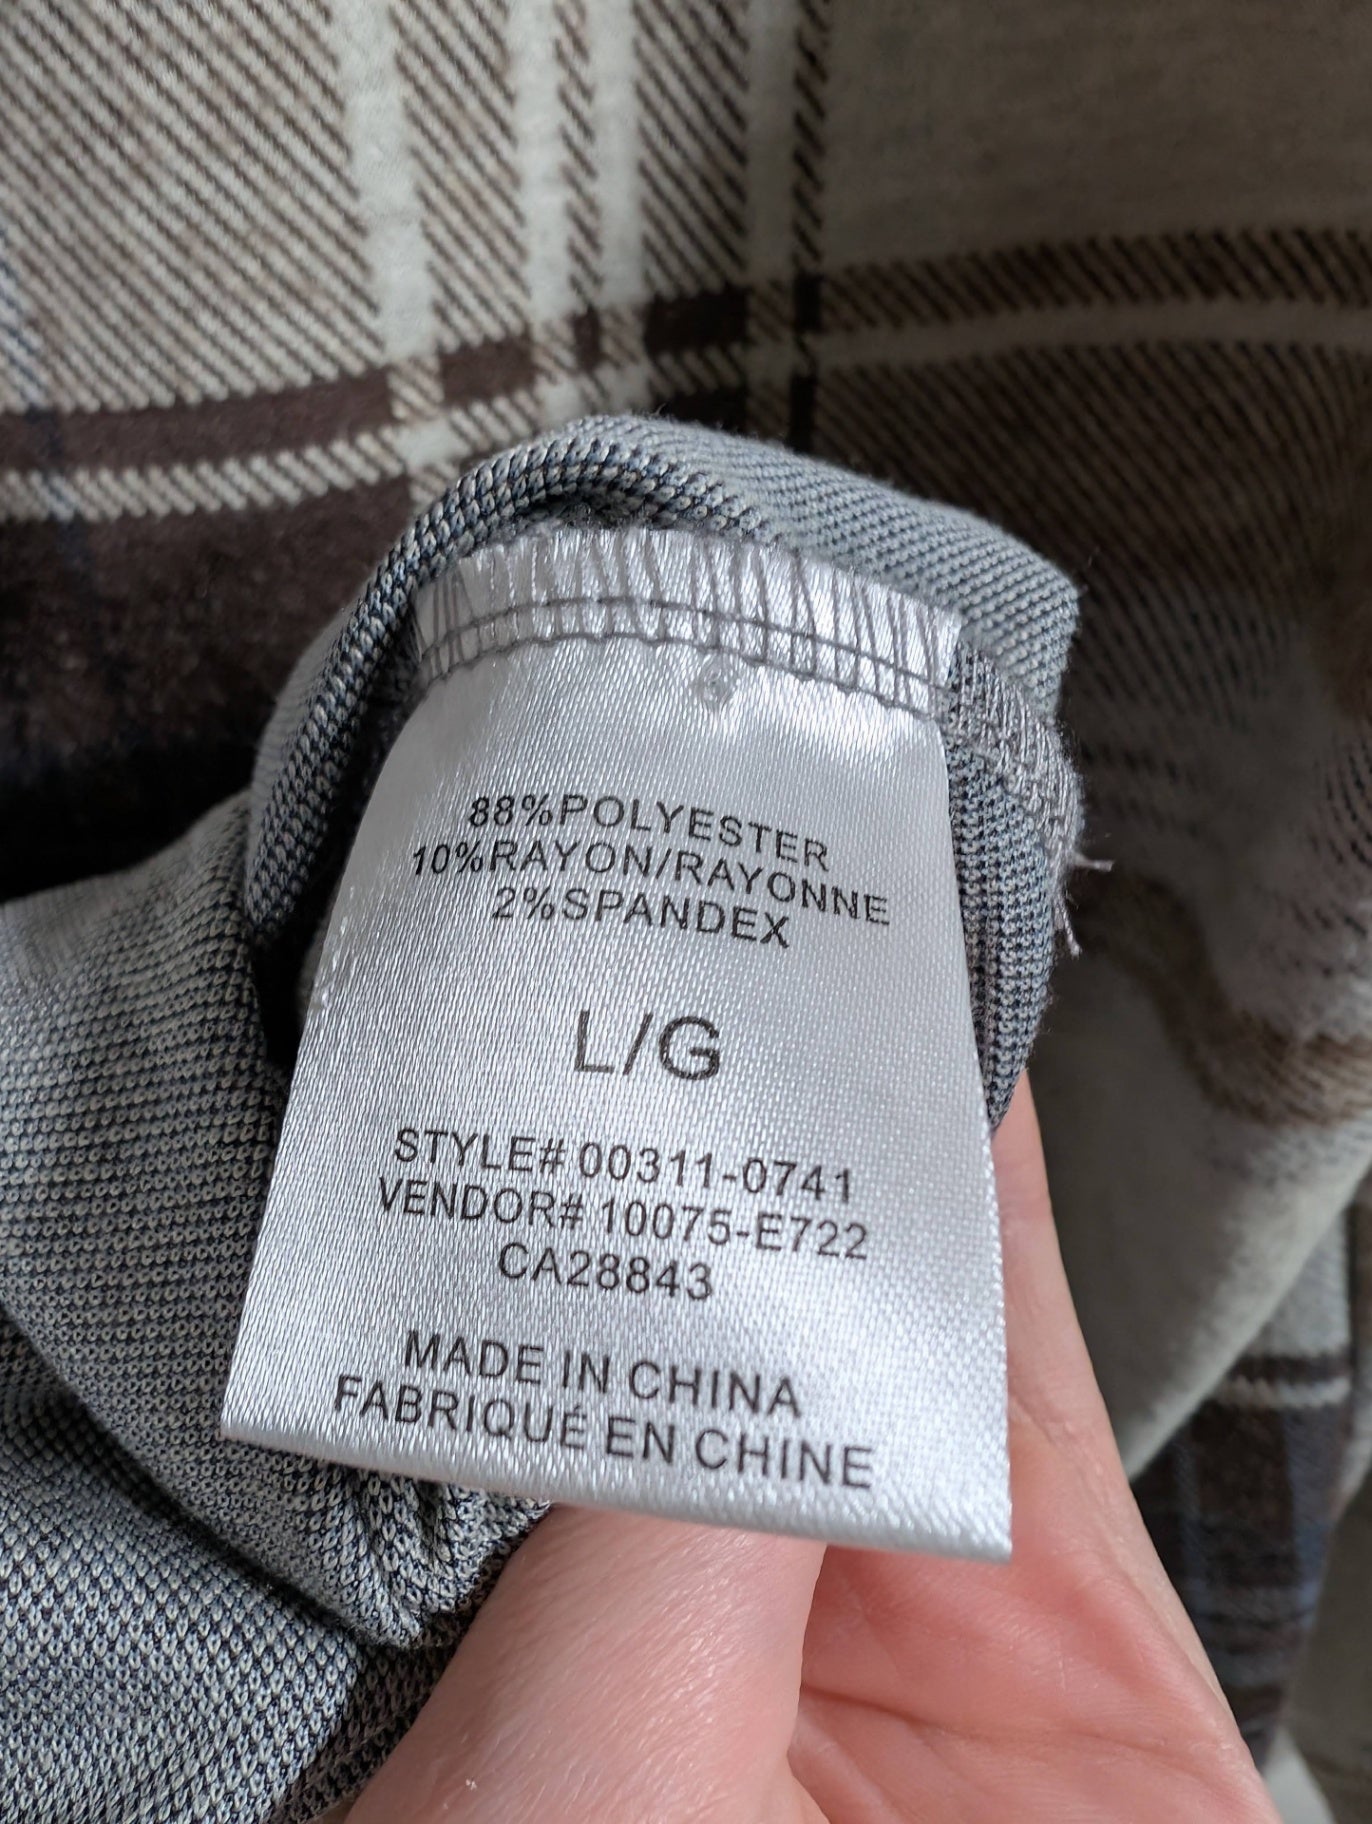 88%POLYESTER
10%RAYON/RAYONNE
2%SPANDEX
L/G
STYLE# 00311-0741
VENDOR# 10075-E722
CA28843
MADE IN CHINA
FABRIQUÉ EN CHINE